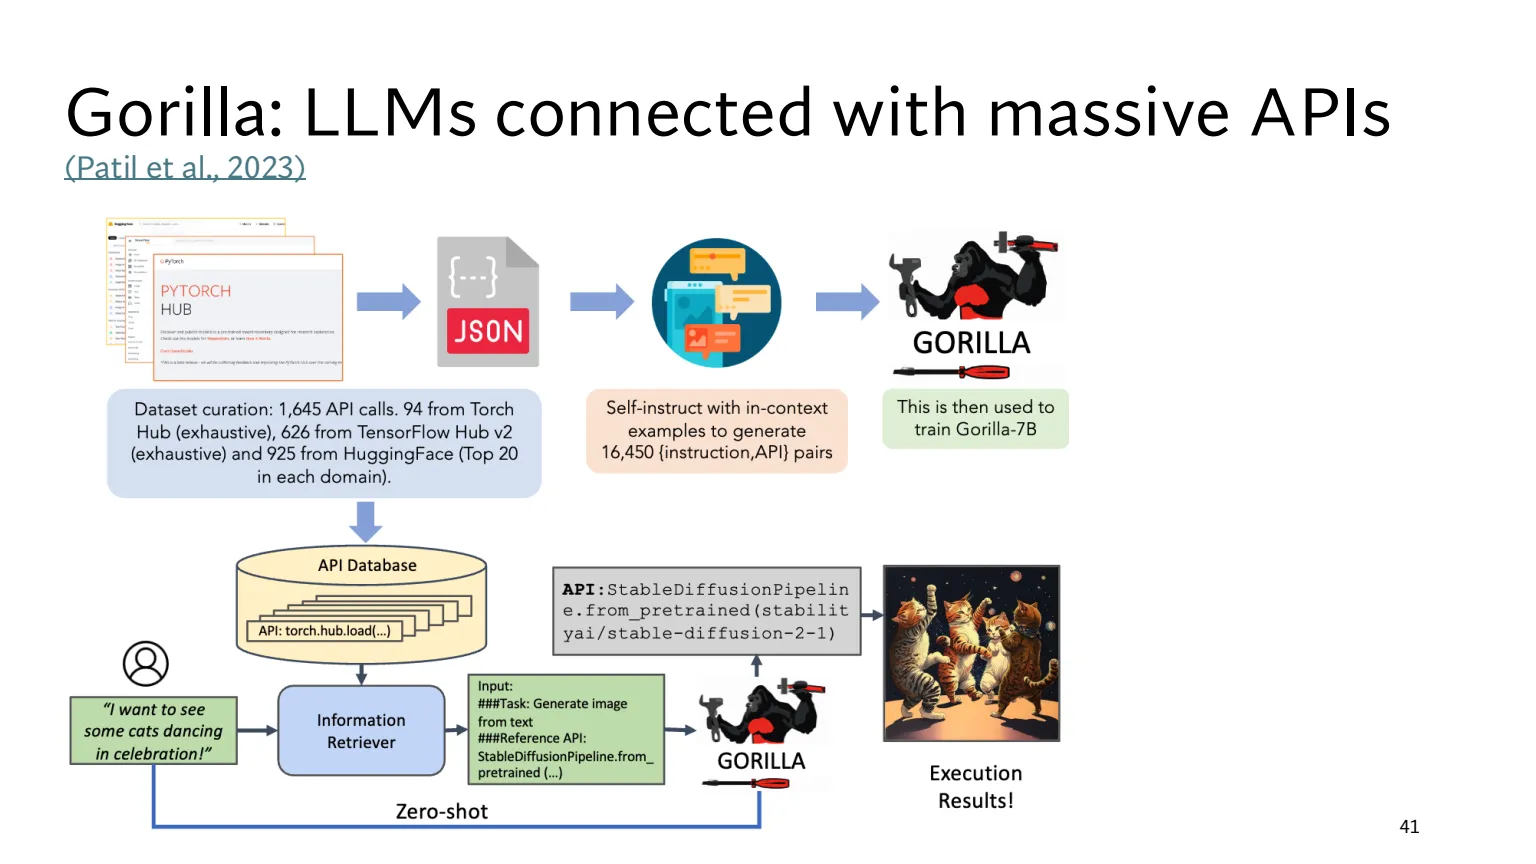 Gorilla: LLMs connected with massive APIs
(Patil et al., 2023)
PyTorch
PYTORCH
HUB
{...}
JSON
GORILLA
Dataset curation: 1,645 API calls. 94 from Torch
Hub (exhaustive), 626 from TensorFlow Hub v2
(exhaustive) and 925 from HuggingFace (Top 20
in each domain).
Self-instruct with in-context
examples to generate
16,450 {instruction,API} pairs
This is then used to
train Gorilla-7B
API Database
API: torch.hub.load(...)
"I want to see
some cats dancing
in celebration!"
Information
Retriever
Input:
###Task: Generate image
from text
###Reference API:
StableDiffusionPipeline.from_
pretrained (...)
GORILLA
API:StableDiffusionPipelin
e.from_pretrained(stabilit
yai/stable-diffusion-2-1)
Execution
Results!
Zero-shot
41